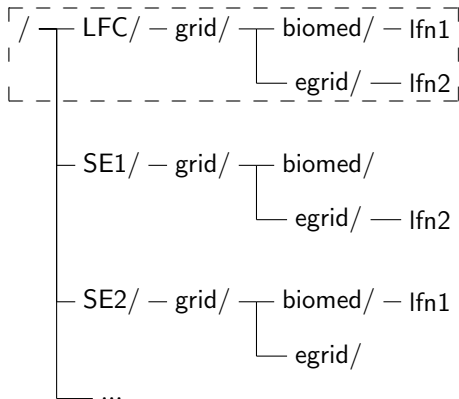 / LFC/ grid/ biomed/ lfn1
egrid/ lfn2
SE1/ grid/ biomed/
egrid/ lfn2
SE2/ grid/ biomed/ lfn1
egrid/
...